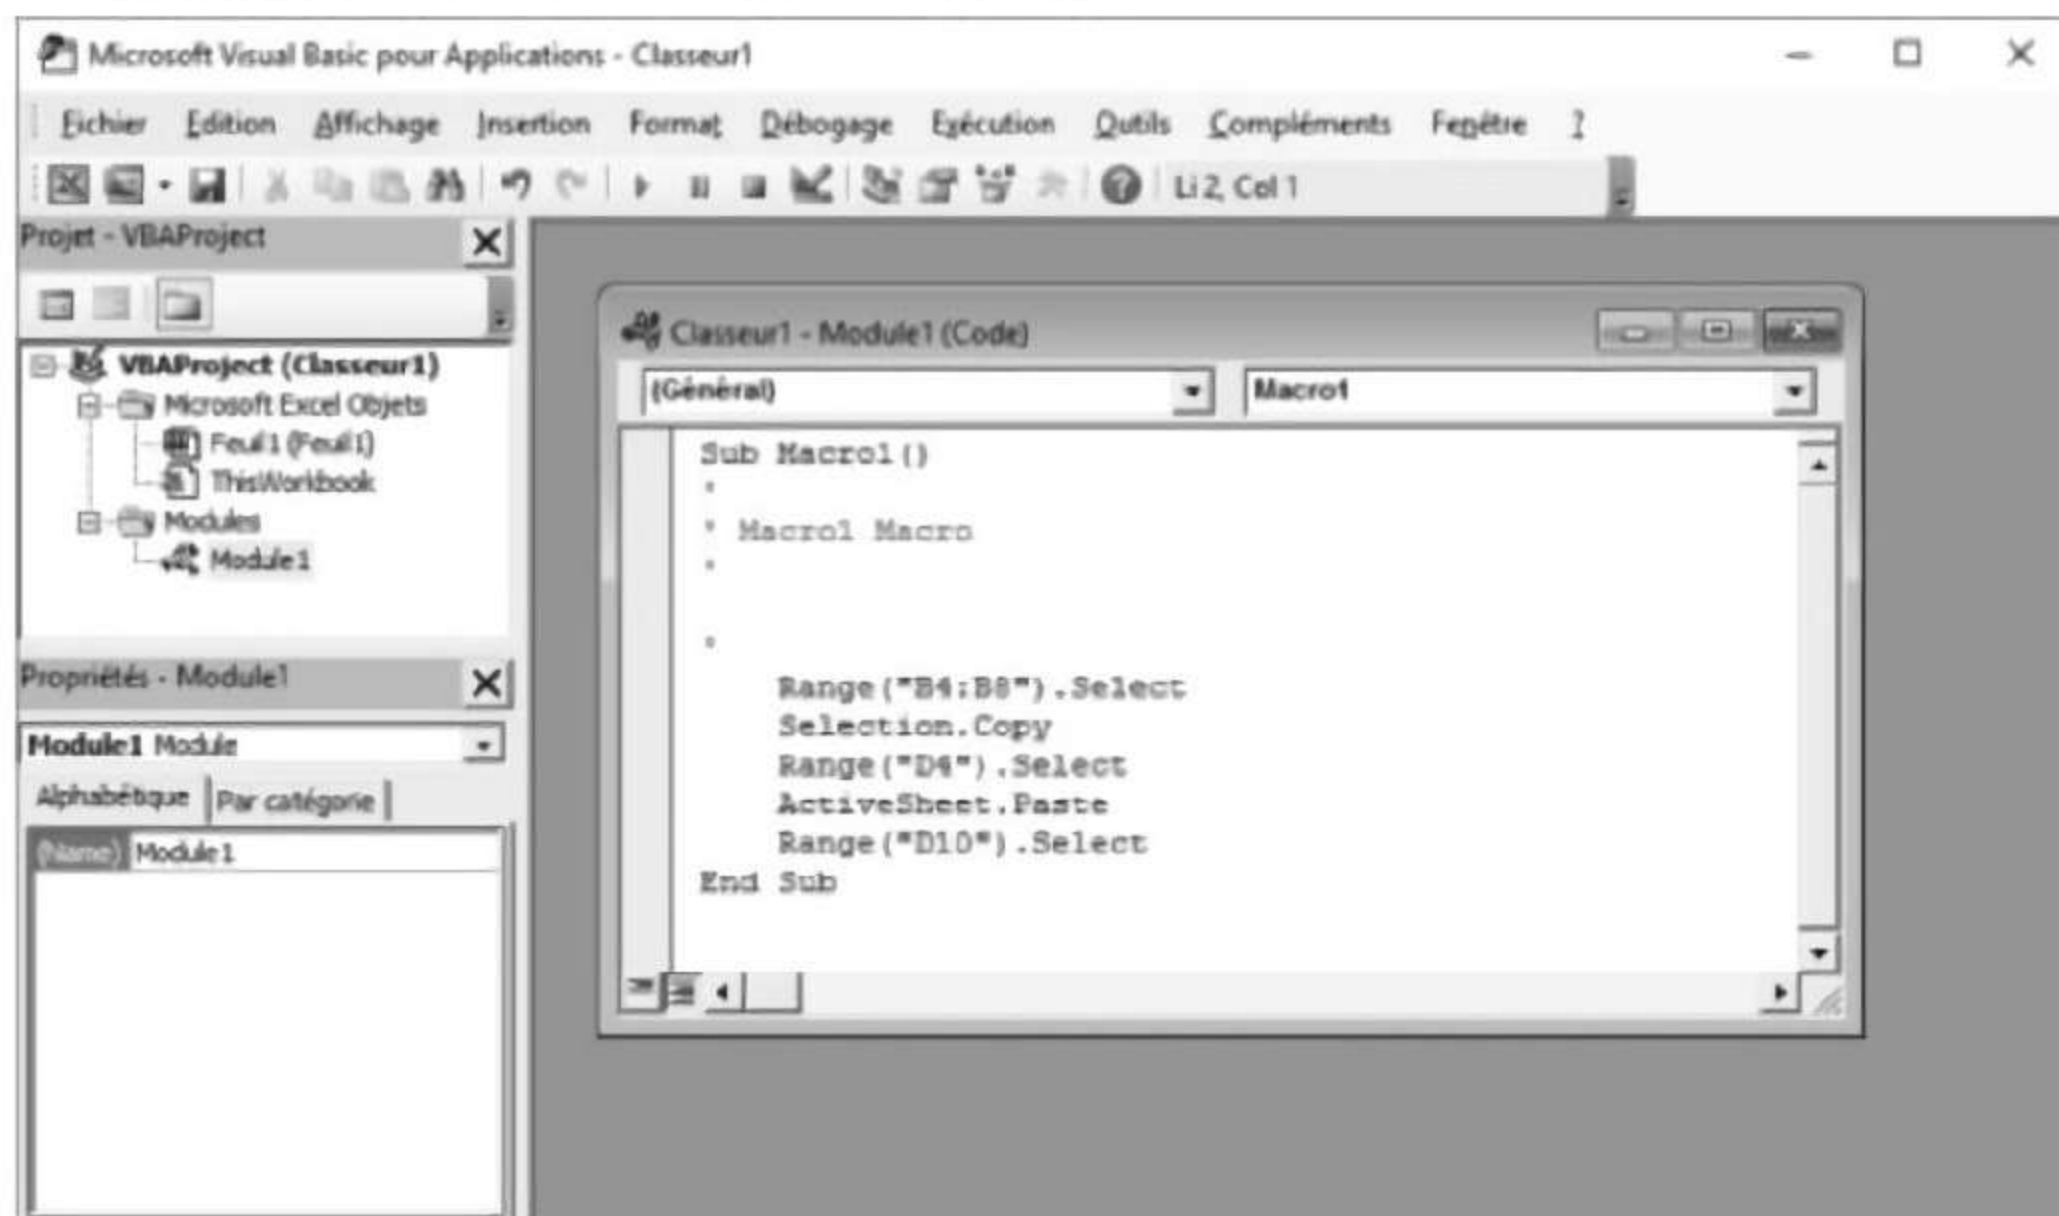 Microsoft Visual Basic pour Applications - Classeur1
Fichier Edition Affichage Insertion Format Débogage Exécution Outils Compléments Fenêtre ?
Li 2, Col 1
Projet - VBAProject
VBAProject (Classeur1)
Microsoft Excel Objets
Feuil1 (Feuil1)
ThisWorkbook
Modules
Module1
Propriétés - Module1
Module1 Module
Alphabétique Par catégorie
(Name) Module1
Classeur1 - Module1 (Code)
(Général) Macro1
Sub Macro1()
'
' Macro1 Macro
'
'
Range("B4:B8").Select
Selection.Copy
Range("D4").Select
ActiveSheet.Paste
Range("D10").Select
End Sub